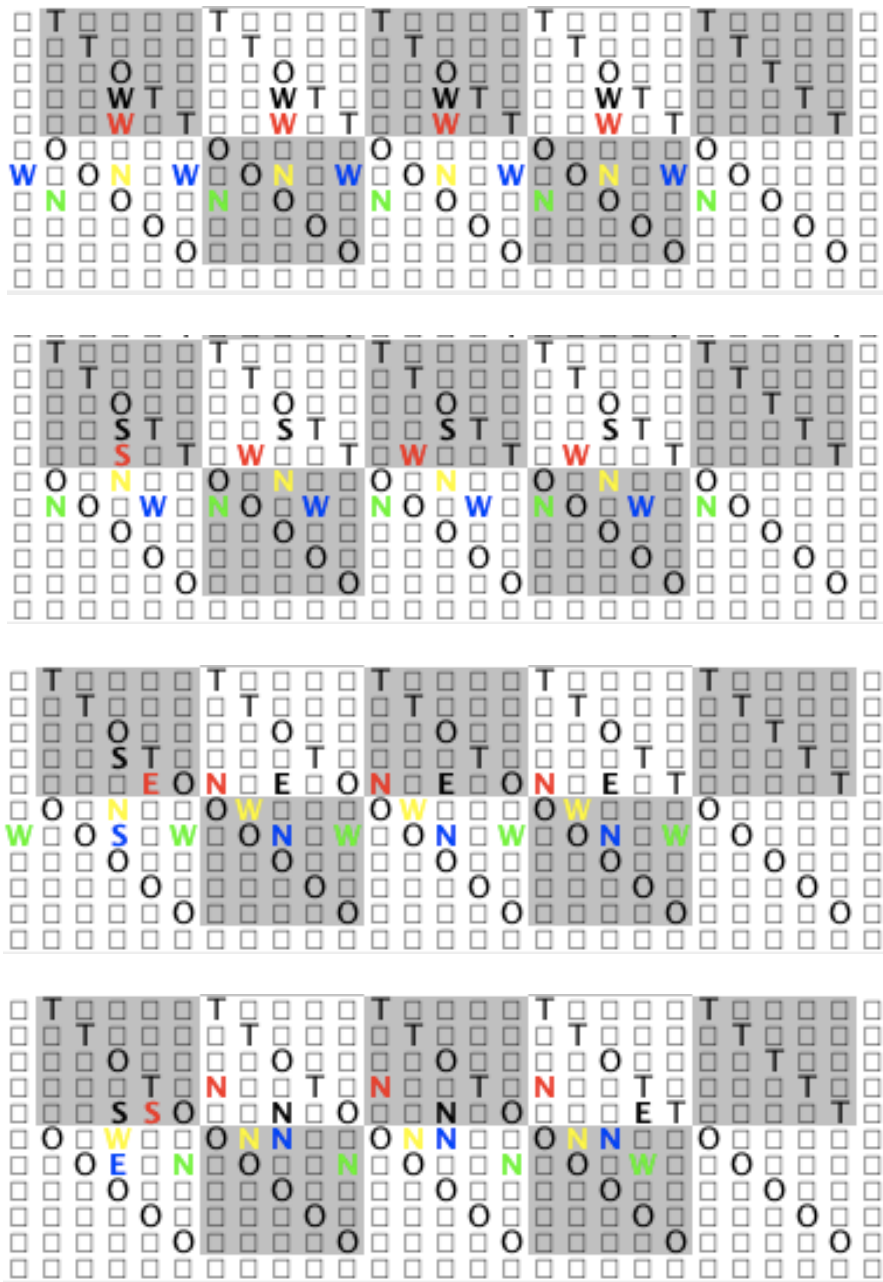 T T T T T
T T T T T
O O O O T
W T W T W T W T T
W T W T W T W T T
O O O O O
W O N W O N W O N W O N W O
N O N O N O N O N O
O O O O O
O O O O O
T T T T T
T T T T T
O O O O T
S T S T S T S T T
S T W T W T W T T
O N O N O N O N O
N O W N O W N O W N O W N O
O O O O O
O O O O O
O O O O O
T T T T T
T T T T T
O O O O T
S T T T T T
E O N E O N E O N E T T
O N O W O W O W O
W O S W O N W O N W O N W O
O O O O O
O O O O O
O O O O O
T T T T T
T T T T T
O O O O T
T N T N T N T T
S S O N O N O E T T
O W O N N O N N O N N O
O E N O N O N O W O
O O O O O
O O O O O
O O O O O